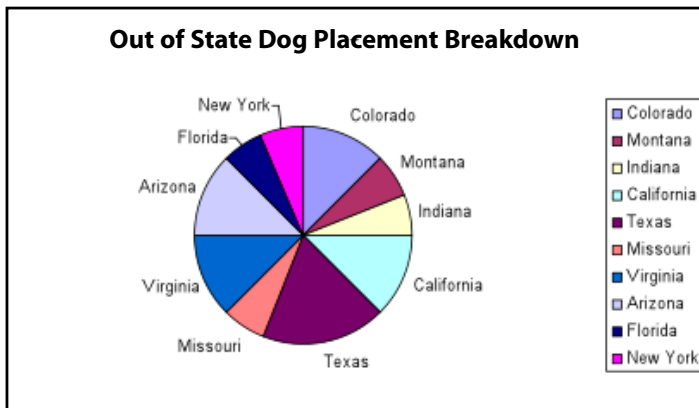 Out of State Dog Placement Breakdown
New York
Colorado
Florida
Montana
Arizona
Indiana
Virginia
California
Missouri
Texas
Colorado
Montana
Indiana
California
Texas
Missouri
Virginia
Arizona
Florida
New York